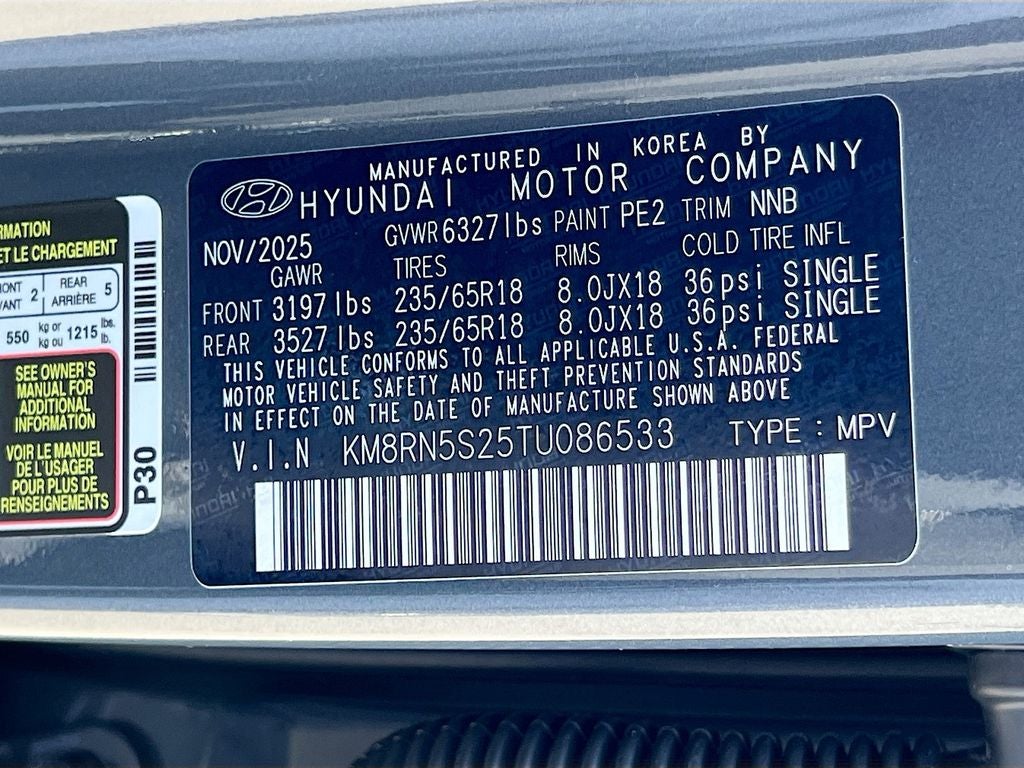 MANUFACTURED IN KOREA BY
HYUNDAI MOTOR COMPANY
NOV/2025 GVWR 6327lbs PAINT PE2 TRIM NNB
GAWR TIRES RIMS COLD TIRE INFL
FRONT 3197 lbs 235/65R18 8.0JX18 36psi SINGLE
REAR 3527 lbs 235/65R18 8.0JX18 36psi SINGLE
THIS VEHICLE CONFORMS TO ALL APPLICABLE U.S.A. FEDERAL
MOTOR VEHICLE SAFETY AND THEFT PREVENTION STANDARDS
IN EFFECT ON THE DATE OF MANUFACTURE SHOWN ABOVE
V.I.N KM8RN5S25TU086533 TYPE : MPV
ET LE CHARGEMENT
2 REAR
ARRIÈRE 5
550 kg or
kg ou 1215 lbs.
lb.
SEE OWNER'S
MANUAL FOR
ADDITIONAL
INFORMATION
VOIR LE MANUEL
DE L'USAGER
POUR PLUS DE
RENSEIGNEMENTS
P30